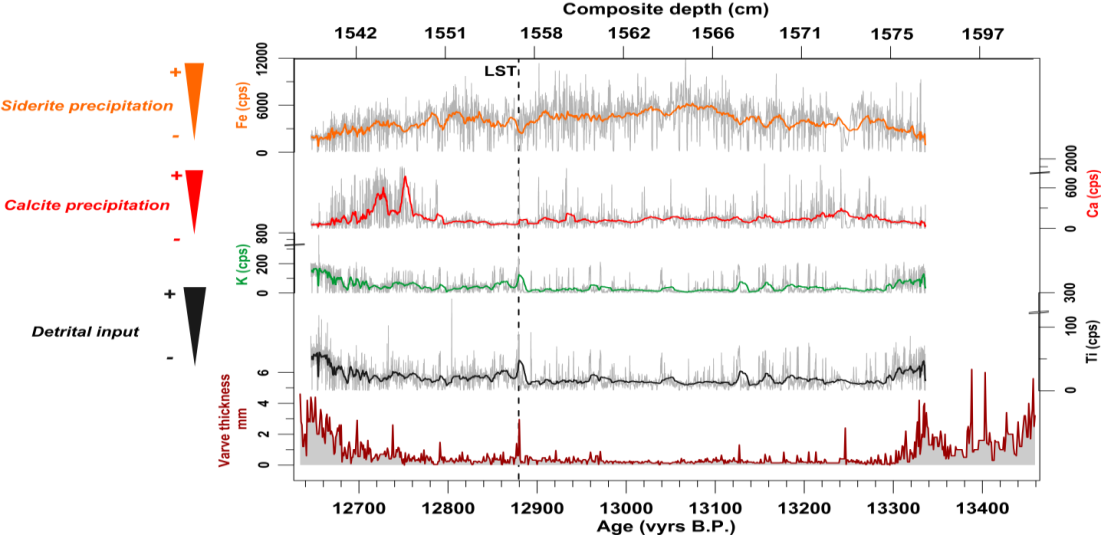 Composite depth (cm)
1542 1551 1558 1562 1566 1571 1575 1597
LST
+
Siderite precipitation
-
Fe (cps)
12000
6000
0
+
Calcite precipitation
-
2000
600
0
Ca (cps)
K (cps)
800
200
0
+
Detrital input
-
300
100
0
Ti (cps)
Varve thickness
mm
6
4
2
0
12700 12800 12900 13000 13100 13200 13300 13400
Age (vyrs B.P.)